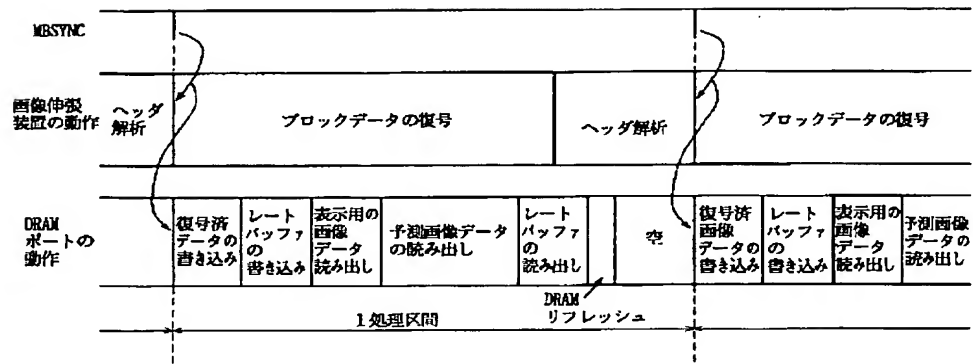 MBSYNC
画像伸張
装置の動作
ヘッダ
解析
ブロックデータの復号
ヘッダ解析
ブロックデータの復号
DRAM
ポートの
動作
復号済
データの
書き込み
レート
バッファ
の
書き込み
表示用の
画像
データ
読み出し
予測画像データ
の読み出し
レート
バッファ
の
読み出し
空
復号済
画像
データの
書き込み
レート
バッファ
の
書き込み
表示用の
画像
データ
読み出し
予測画像
データの
読み出し
DRAM
リフレッシュ
1処理区間